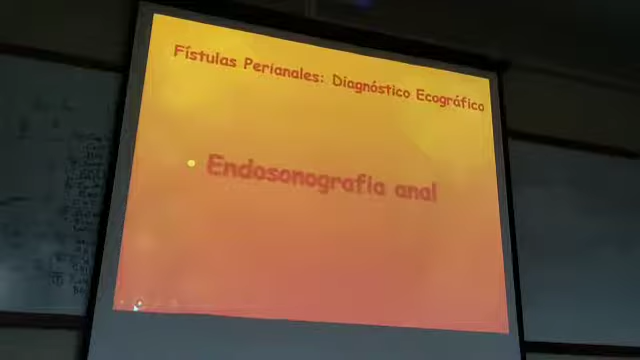 Fístulas Perianales: Diagnóstico Ecográfico
Endosonografía anal